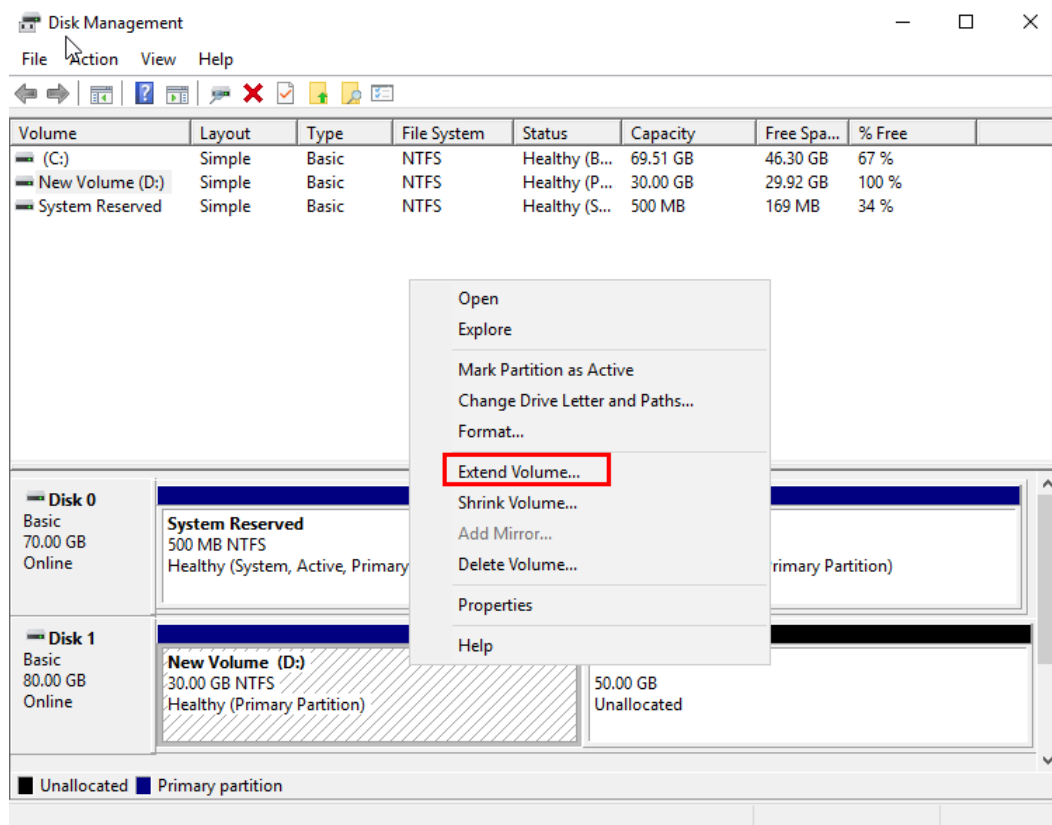 Disk Management
File Action View Help
Volume Layout Type File System Status Capacity Free Spa... % Free
(C:) Simple Basic NTFS Healthy (B... 69.51 GB 46.30 GB 67 %
New Volume (D:) Simple Basic NTFS Healthy (P... 30.00 GB 29.92 GB 100 %
System Reserved Simple Basic NTFS Healthy (S... 500 MB 169 MB 34 %
Open
Explore
Mark Partition as Active
Change Drive Letter and Paths...
Format...
Extend Volume...
Shrink Volume...
Add Mirror...
Delete Volume...
Properties
Help
Disk 0
Basic
70.00 GB
Online
System Reserved
500 MB NTFS
Healthy (System, Active, Primary
rimary Partition)
Disk 1
Basic
80.00 GB
Online
New Volume (D:)
30.00 GB NTFS
Healthy (Primary Partition)
50.00 GB
Unallocated
Unallocated Primary partition